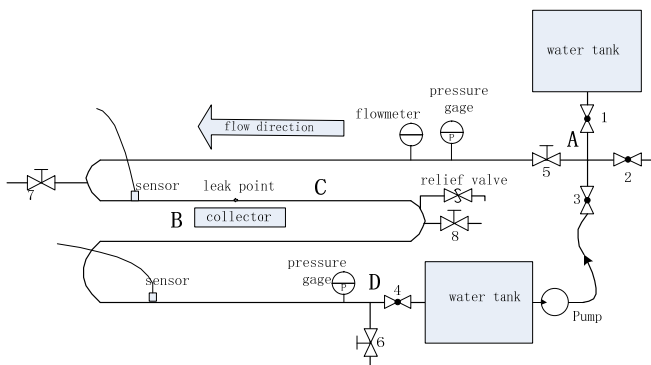 water tank
pressure
gage
flowmeter
P
flow direction
1
A
5
2
sensor
leak point
C
relief valve
7
3
B
collector
8
sensor
pressure
gage
P
D
4
water tank
Pump
6